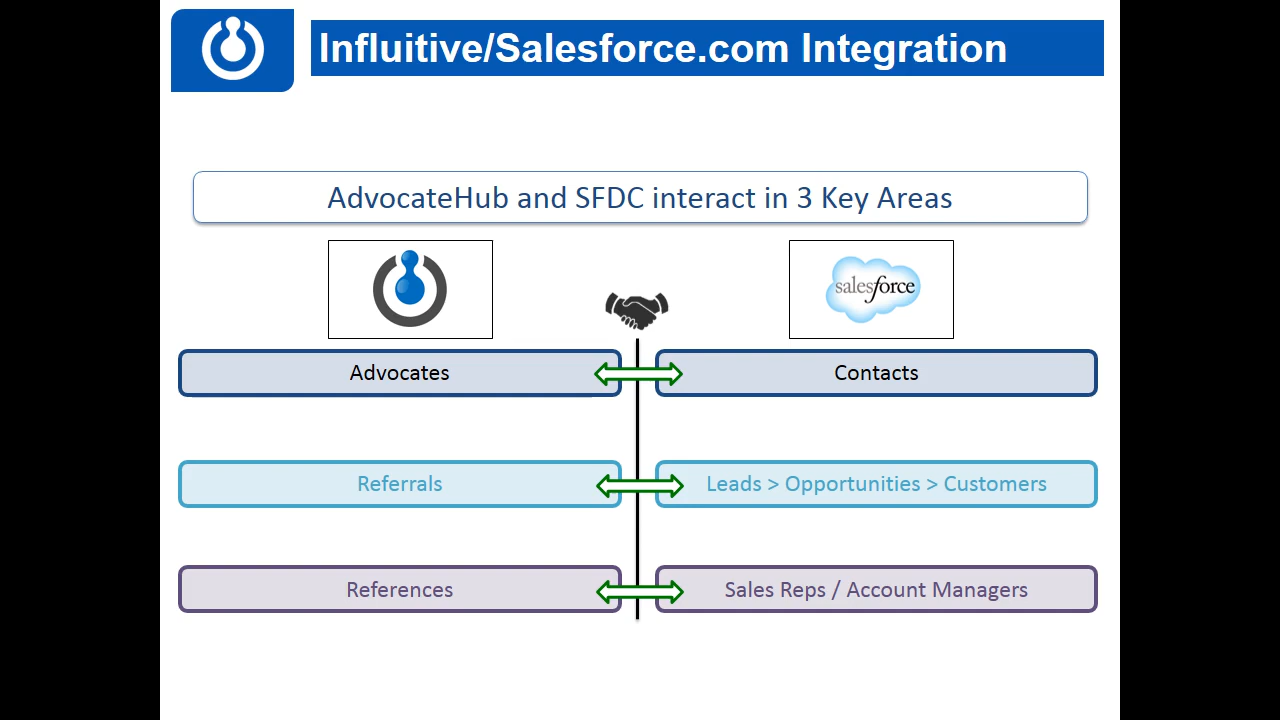 Influitive/Salesforce.com Integration
AdvocateHub and SFDC interact in 3 Key Areas
salesforce
Advocates
Contacts
Referrals
Leads > Opportunities > Customers
References
Sales Reps / Account Managers